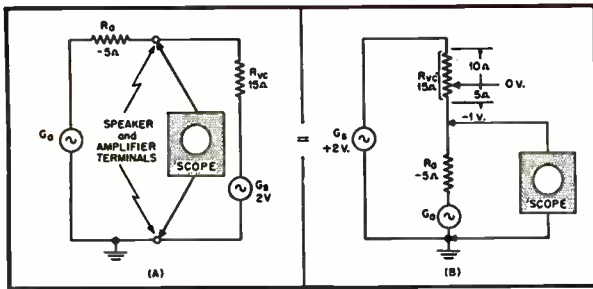 Ro
-5Ω
RVC
15Ω
Go
SPEAKER
and
AMPLIFIER
TERMINALS
'SCOPE
GS
2V
(A)
=
RVC
15Ω
10Ω
5Ω
0 V.
-1 V.
GS
+2V.
Ro
-5Ω
Go
'SCOPE
(B)